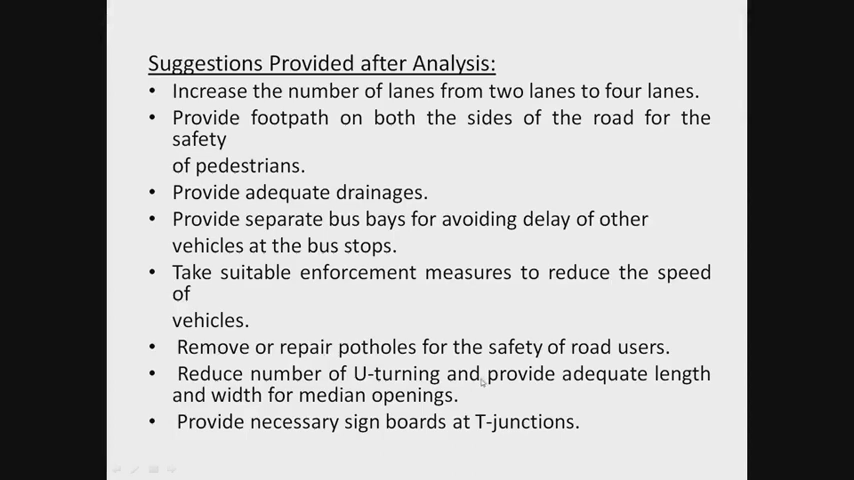 Suggestions Provided after Analysis:
• Increase the number of lanes from two lanes to four lanes.
• Provide footpath on both the sides of the road for the
safety
of pedestrians.
• Provide adequate drainages.
• Provide separate bus bays for avoiding delay of other
vehicles at the bus stops.
• Take suitable enforcement measures to reduce the speed
of
vehicles.
• Remove or repair potholes for the safety of road users.
• Reduce number of U-turning and provide adequate length
and width for median openings.
• Provide necessary sign boards at T-junctions.